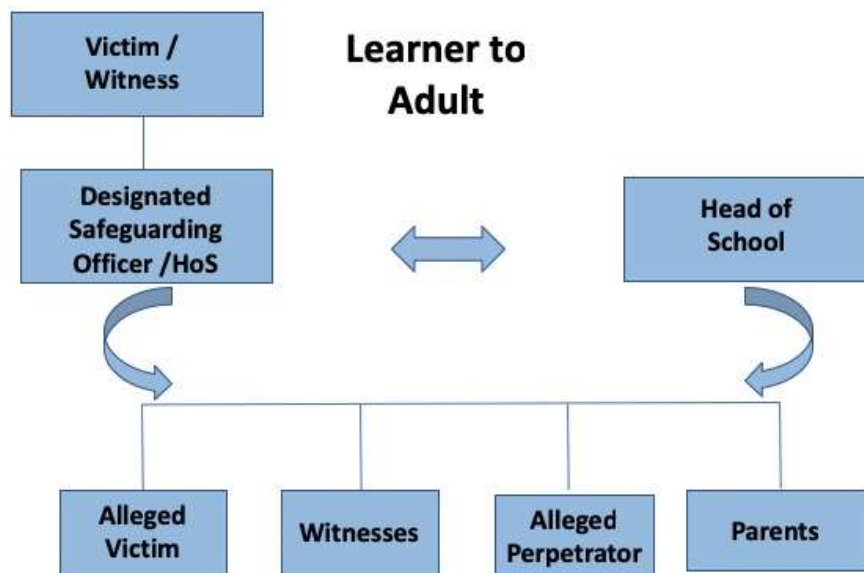 Victim /
Witness
Learner to
Adult
Designated
Safeguarding
Officer /HoS
Head of
School
Alleged
Victim
Witnesses
Alleged
Perpetrator
Parents